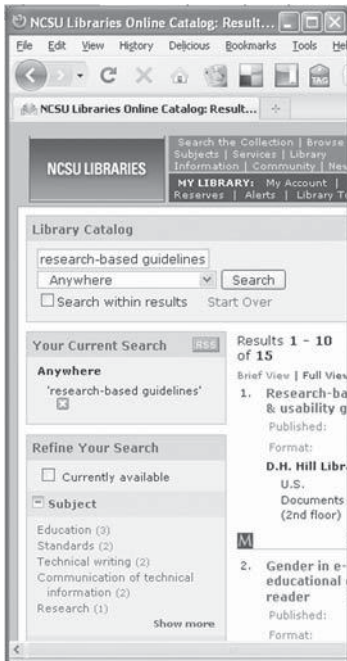 NCSU Libraries Online Catalog: Result...
File Edit View History Delicious Bookmarks Tools Hel
TAG
NCSU Libraries Online Catalog: Result...
NCSU LIBRARIES
Search the Collection | Browse
Subjects | Services | Library
Information | Community | New
MY LIBRARY: My Account |
Reserves | Alerts | Library To
Library Catalog
research-based guidelines
Anywhere
Search
Search within results Start Over
Your Current Search RSS
Anywhere
'research-based guidelines'
Refine Your Search
Currently available
Subject
Education (3)
Standards (2)
Technical writing (2)
Communication of technical
information (2)
Research (1)
Show more
Results 1 - 10
of 15
Brief View | Full View
1. Research-ba
& usability g
Published:
Format:
D.H. Hill Libra
U.S.
Documents
(2nd floor)
M
2. Gender in e-
educational
reader
Published:
Format: